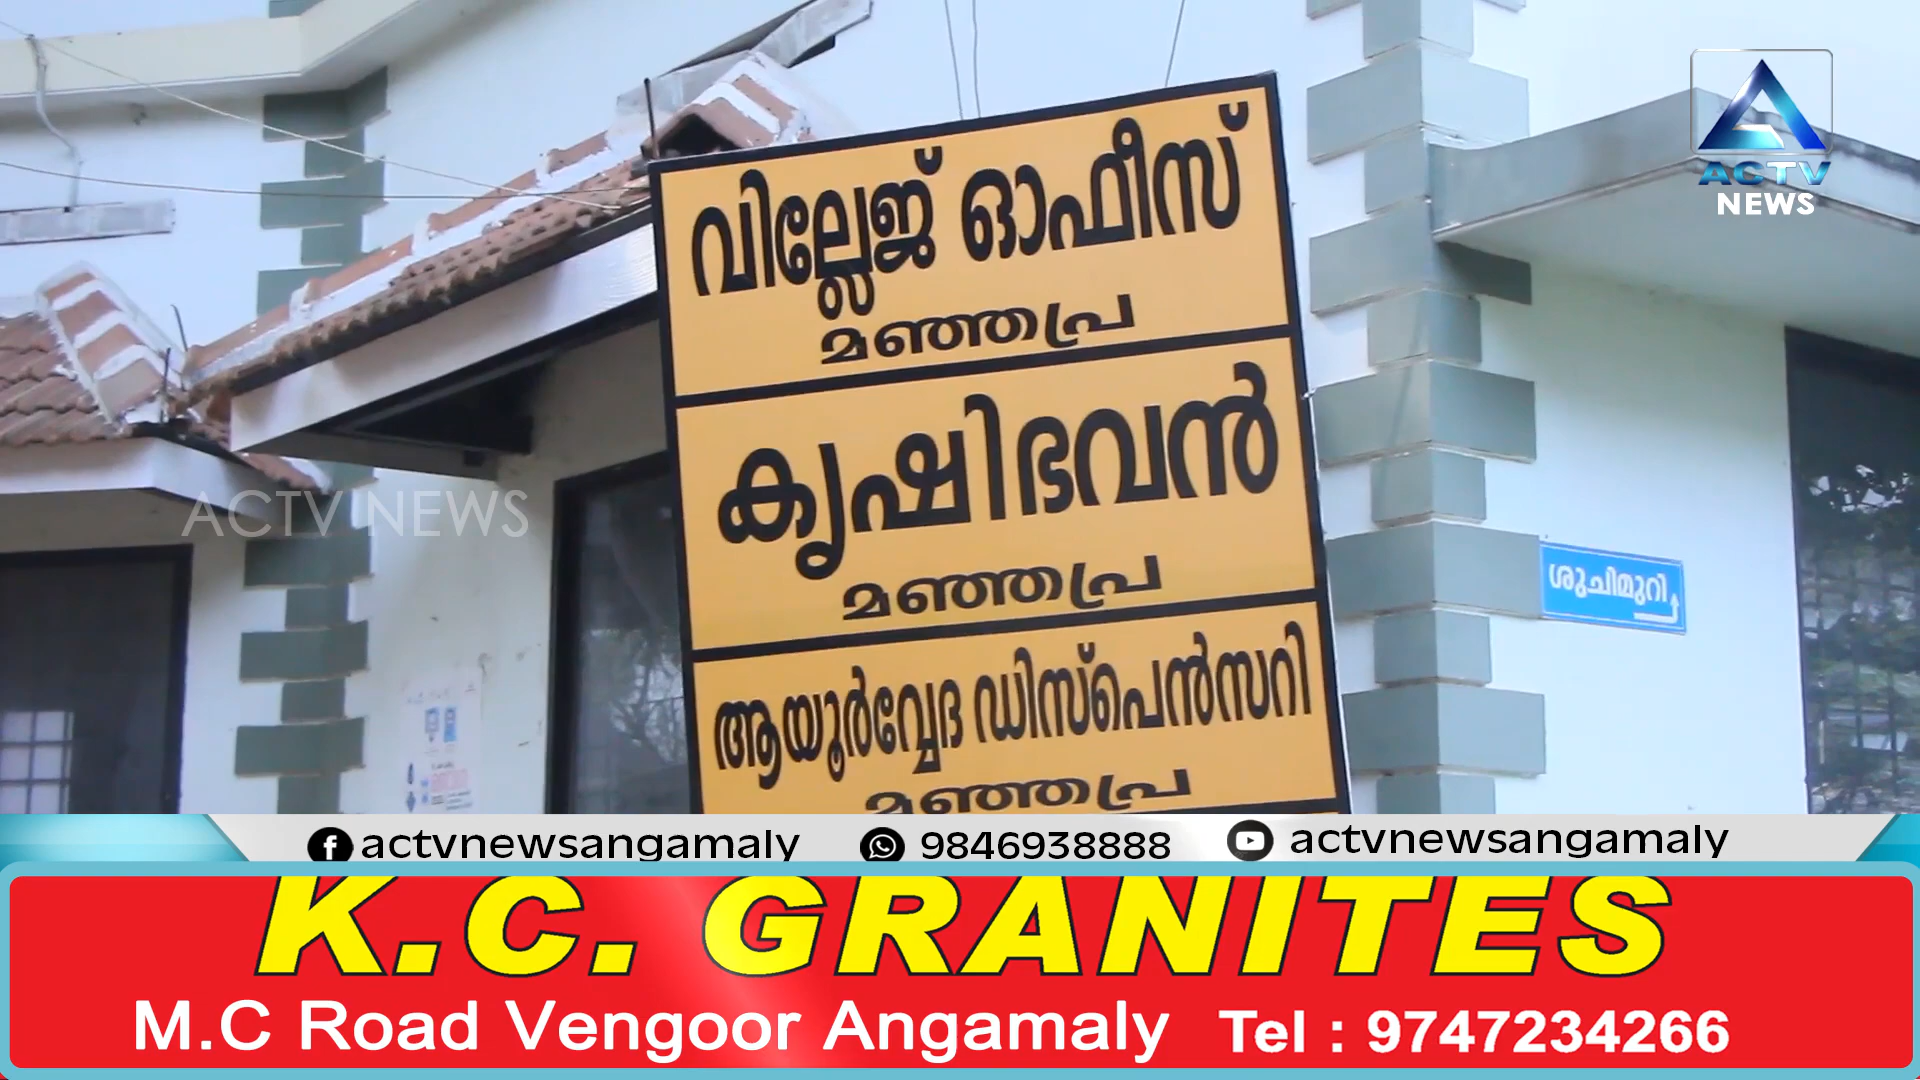 ACTV
NEWS
വില്ലേജ് ഓഫീസ്
മഞ്ഞപ്ര
കൃഷിഭവൻ
മഞ്ഞപ്ര
ആയൂർവ്വേദ ഡിസ്പെൻസറി
മഞ്ഞപ്ര
ശുചിമുറി
ACTV NEWS
actvnewsangamaly 9846938888 actvnewsangamaly
K.C. GRANITES
M.C Road Vengoor Angamaly Tel : 9747234266